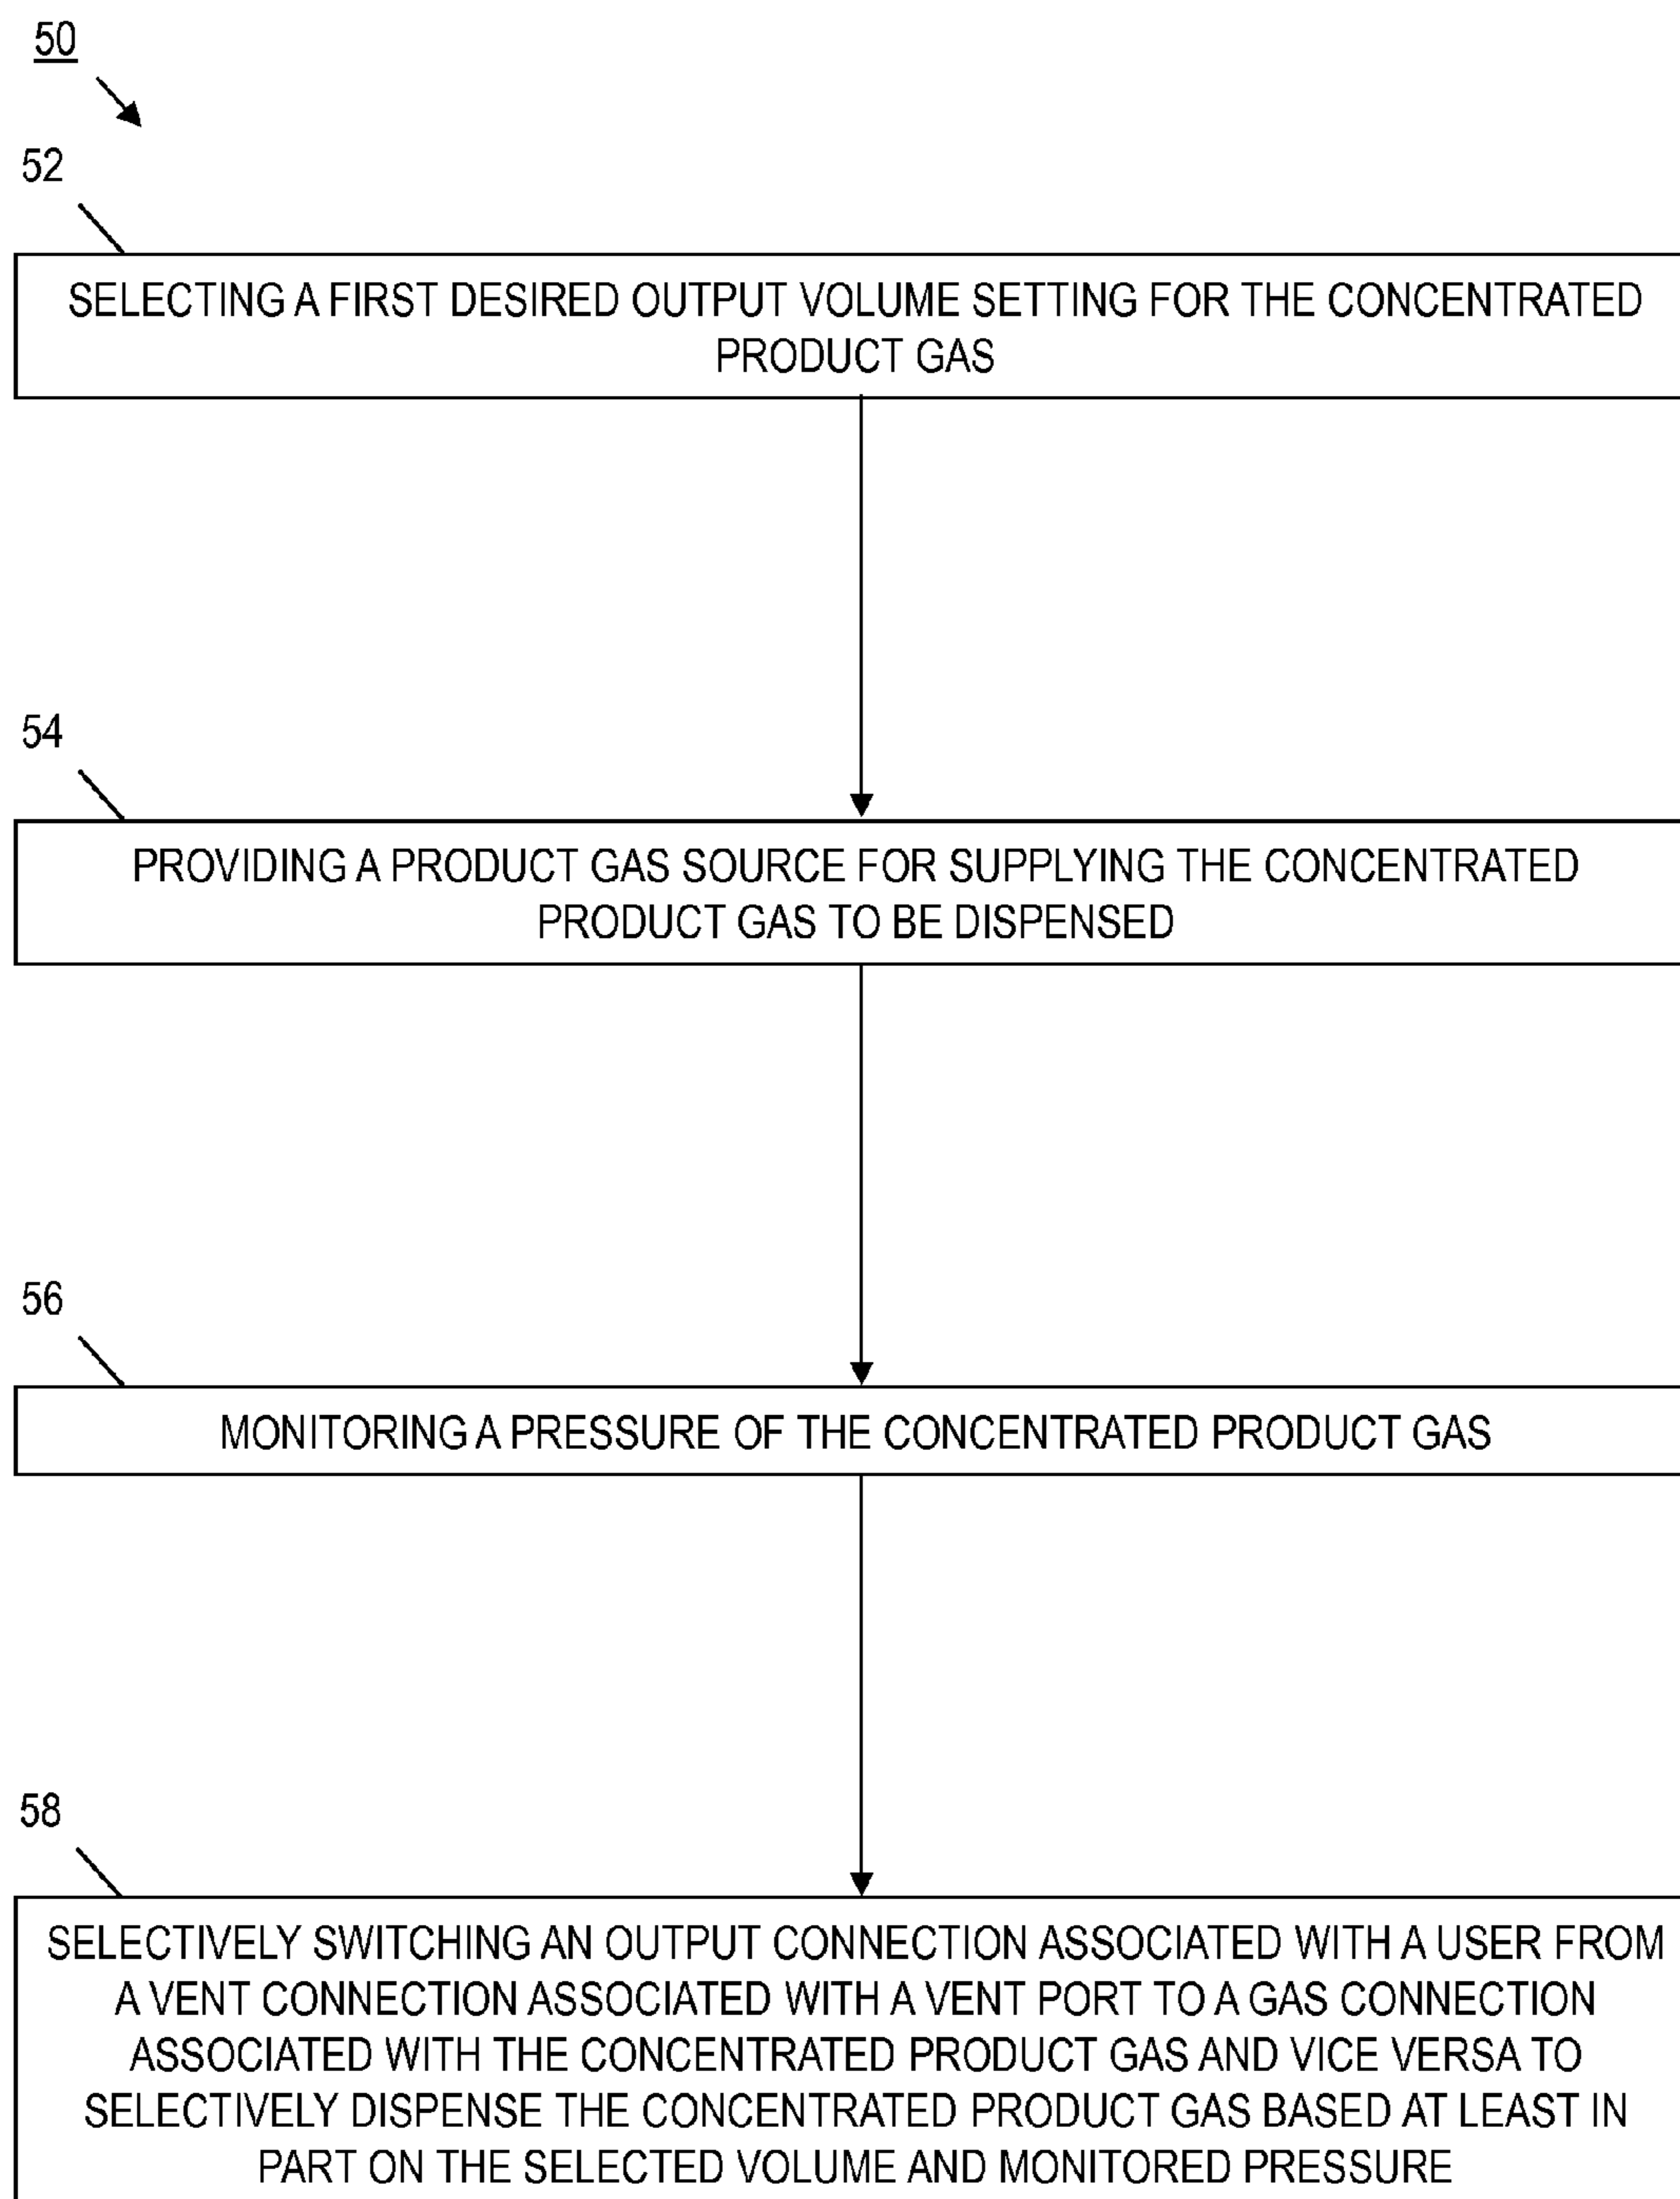 50
52
SELECTING A FIRST DESIRED OUTPUT VOLUME SETTING FOR THE CONCENTRATED
PRODUCT GAS
54
PROVIDING A PRODUCT GAS SOURCE FOR SUPPLYING THE CONCENTRATED
PRODUCT GAS TO BE DISPENSED
56
MONITORING A PRESSURE OF THE CONCENTRATED PRODUCT GAS
58
SELECTIVELY SWITCHING AN OUTPUT CONNECTION ASSOCIATED WITH A USER FROM
A VENT CONNECTION ASSOCIATED WITH A VENT PORT TO A GAS CONNECTION
ASSOCIATED WITH THE CONCENTRATED PRODUCT GAS AND VICE VERSA TO
SELECTIVELY DISPENSE THE CONCENTRATED PRODUCT GAS BASED AT LEAST IN
PART ON THE SELECTED VOLUME AND MONITORED PRESSURE